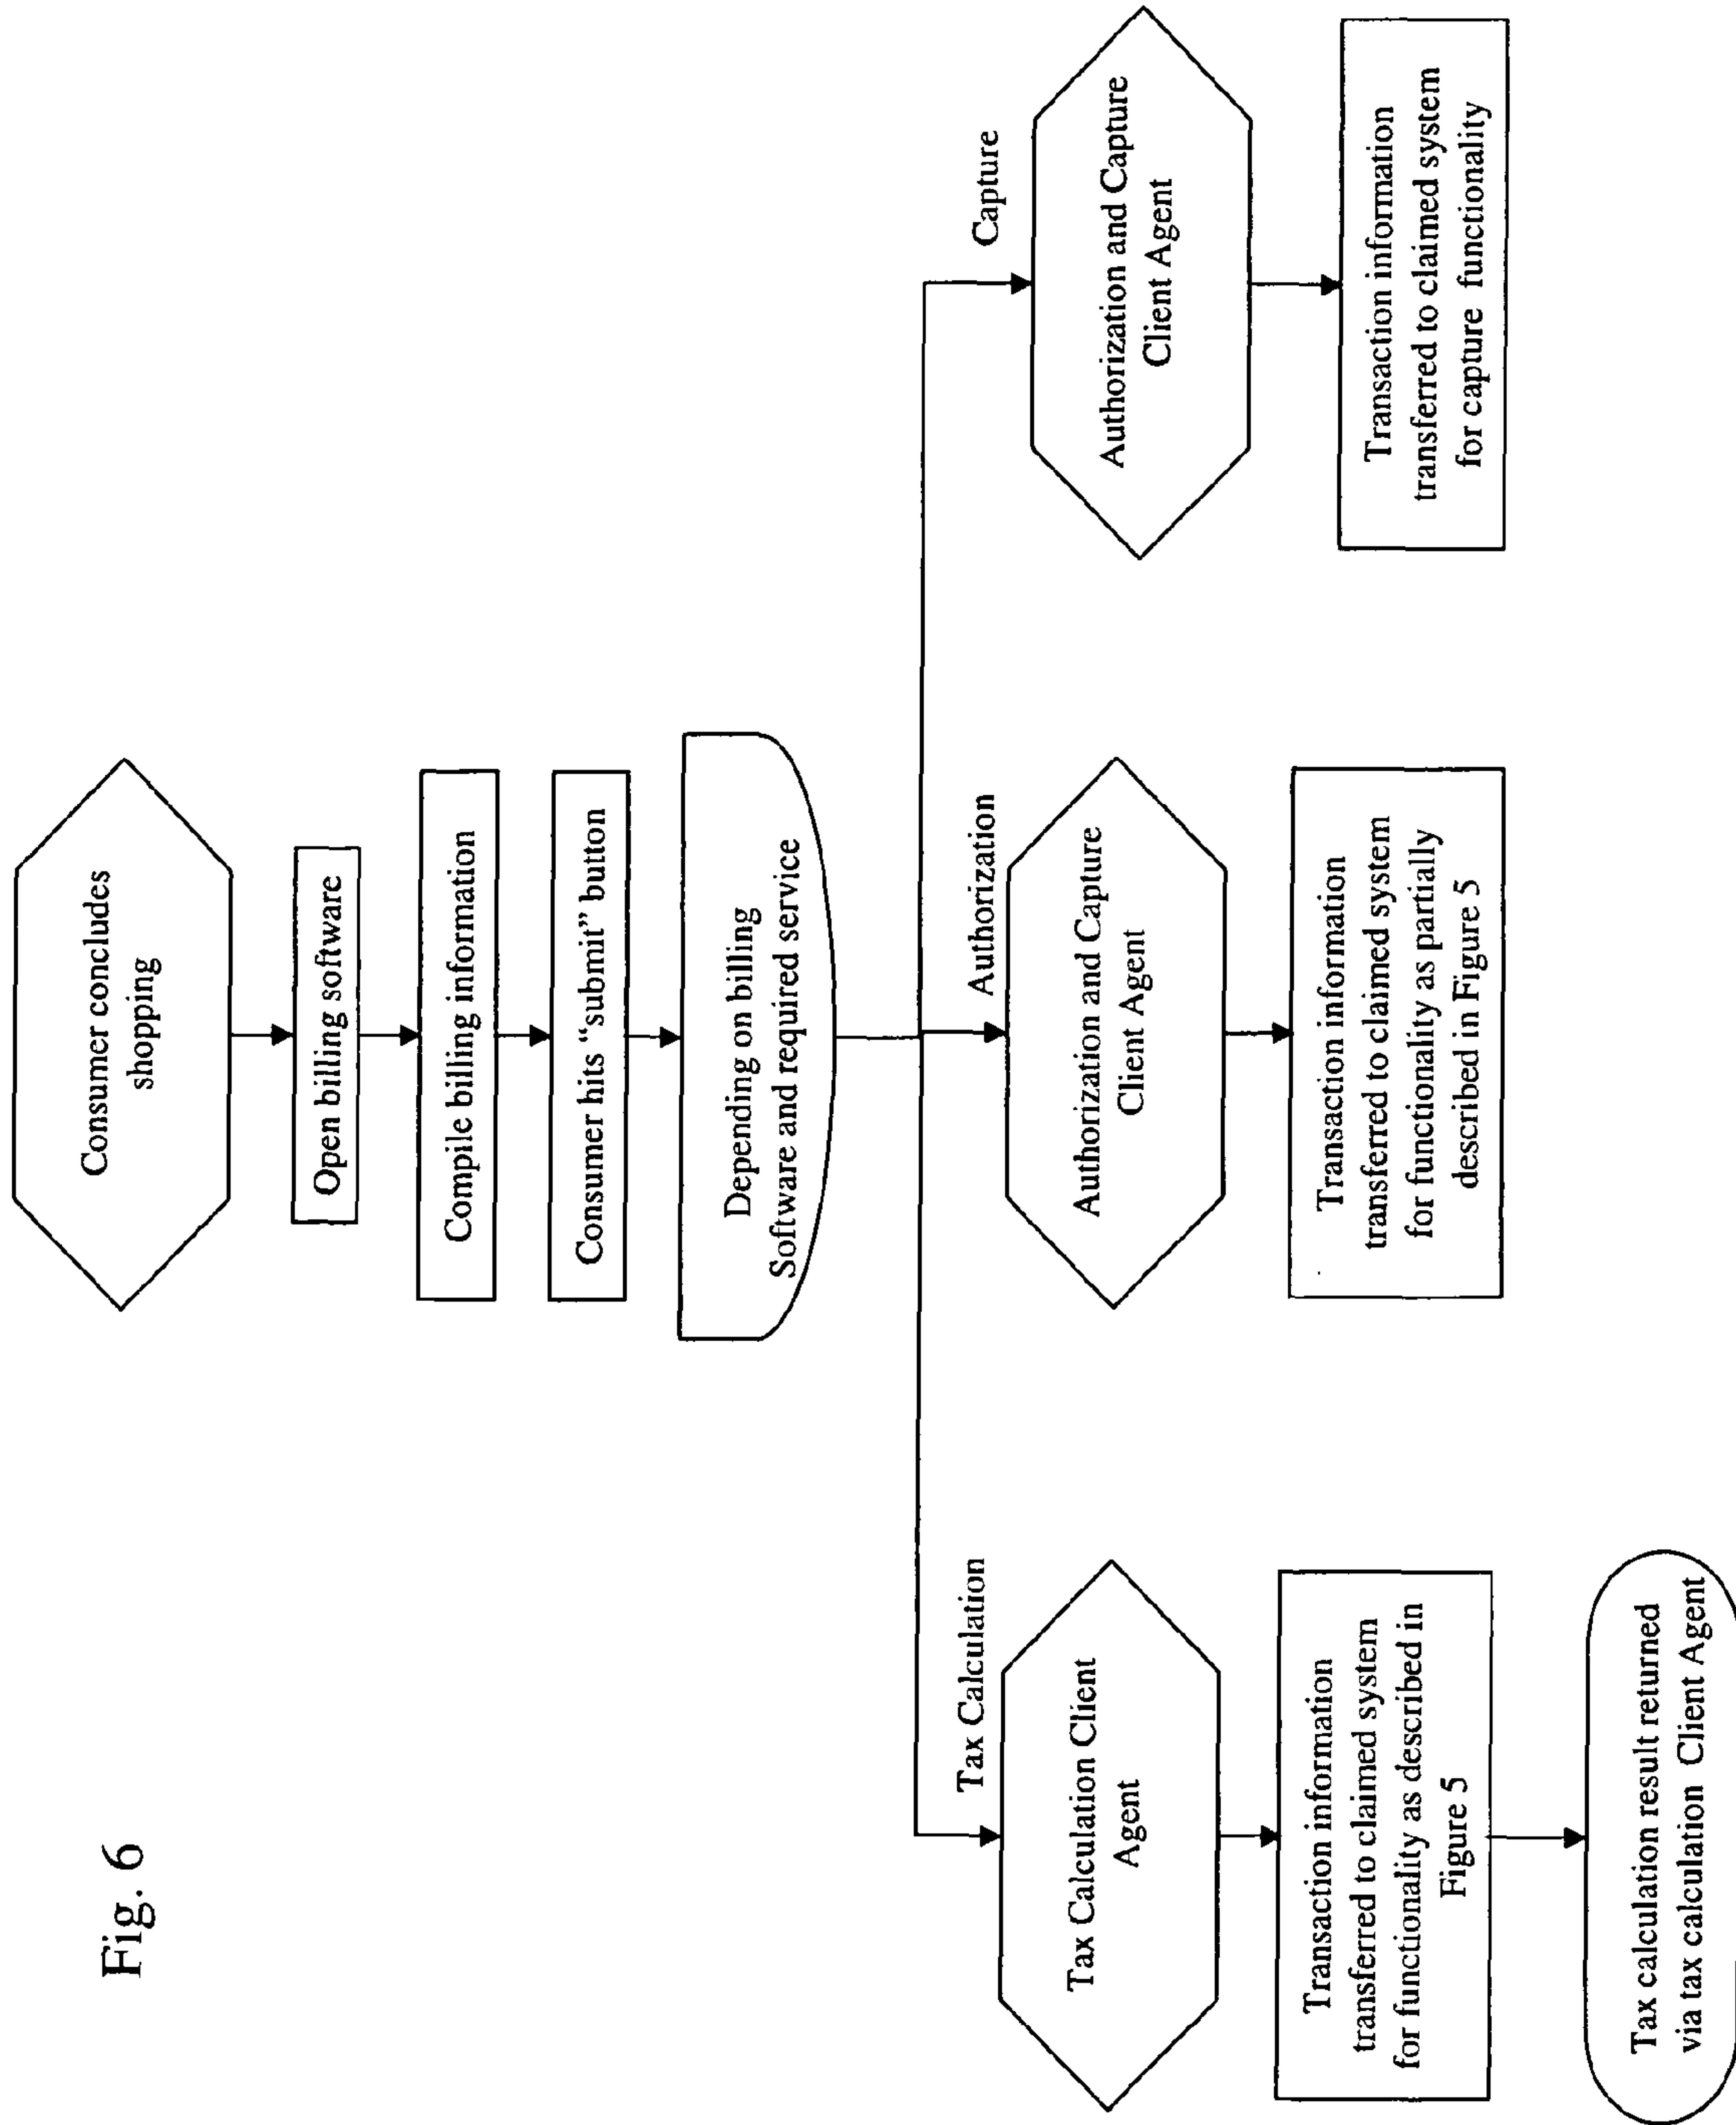 Fig. 6
Consumer concludes
shopping
Open billing software
Compile billing information
Consumer hits “submit” button
Depending on billing
Software and required service
Tax Calculation
Tax Calculation Client
Agent
Transaction information
transferred to claimed system
for functionality as described in
Figure 5
Tax calculation result returned
via tax calculation Client Agent
Authorization
Authorization and Capture
Client Agent
Transaction information
transferred to claimed system
for functionality as partially
described in Figure 5
Capture
Authorization and Capture
Client Agent
Transaction information
transferred to claimed system
for capture functionality